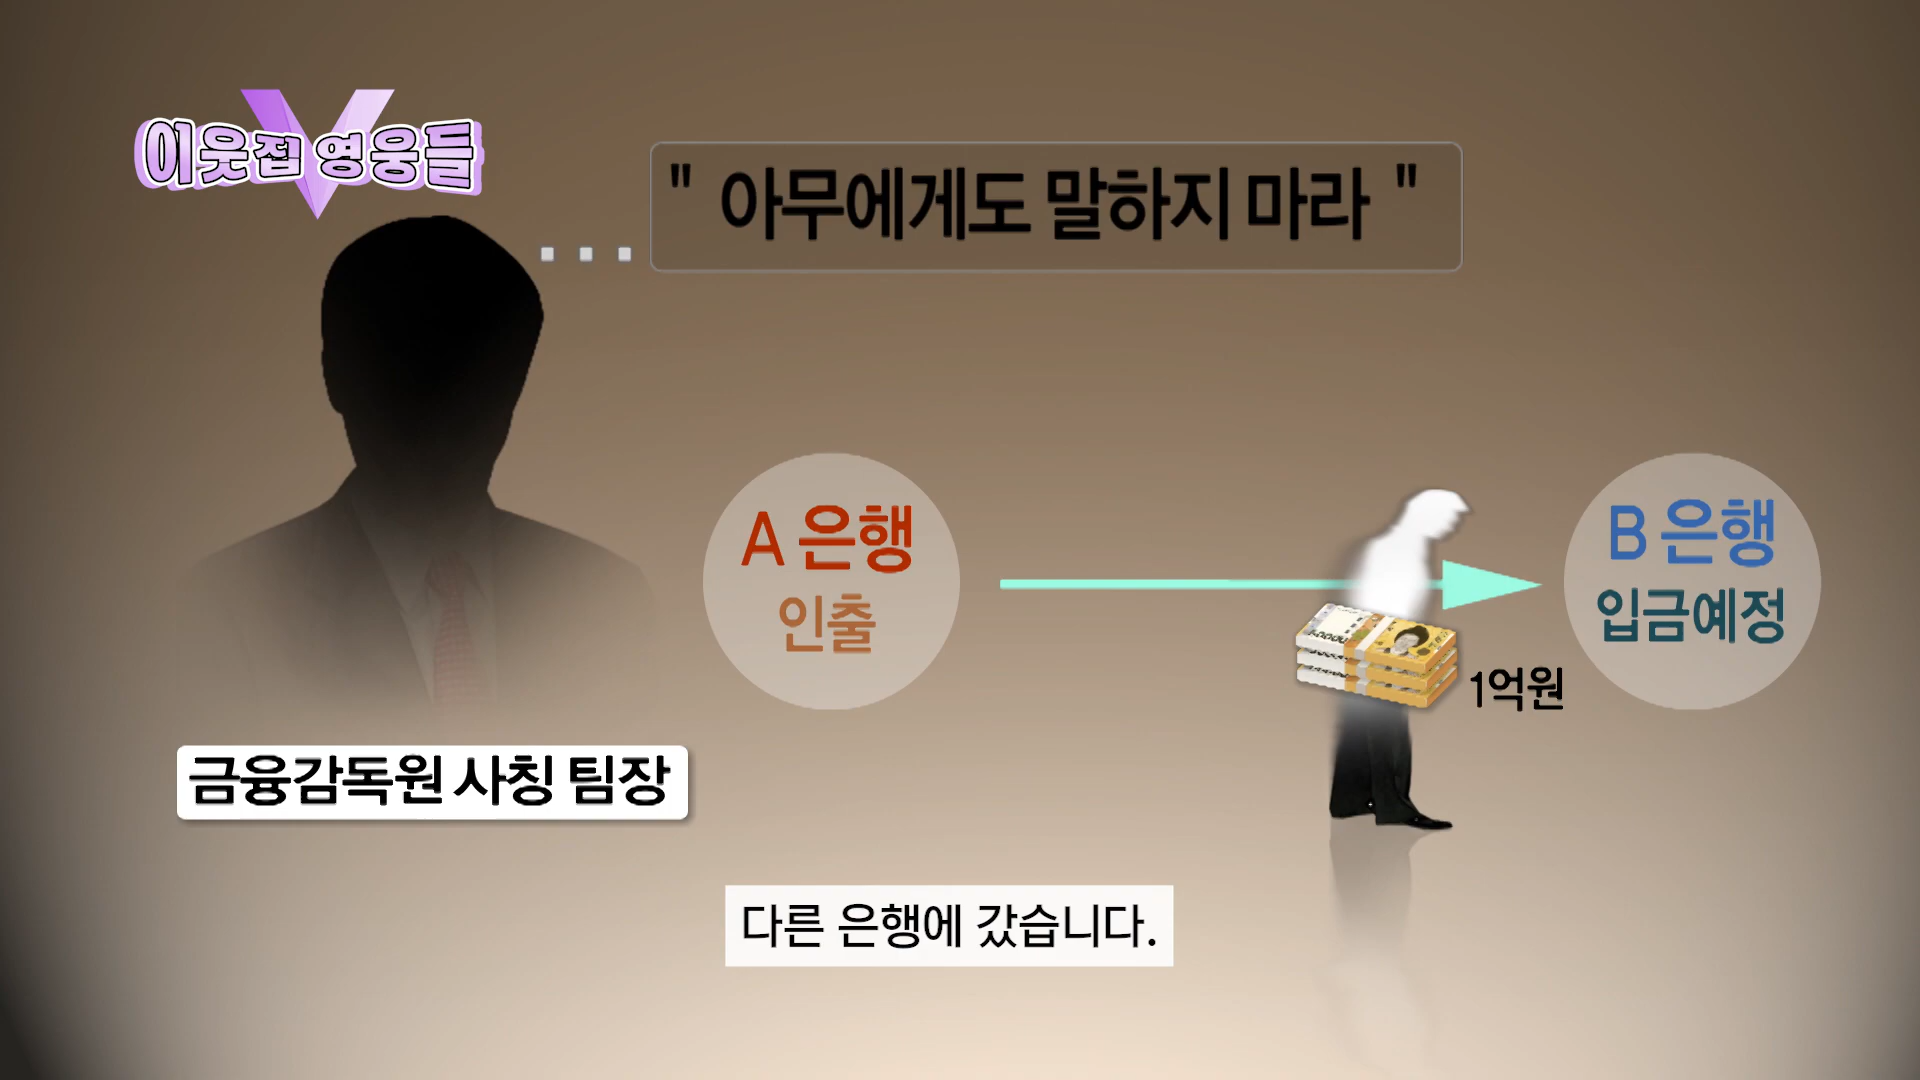 이웃집 영웅들
" 아무에게도 말하지 마라 "
A 은행
인출
B 은행
입금예정
1억원
금융감독원 사칭 팀장
다른 은행에 갔습니다.